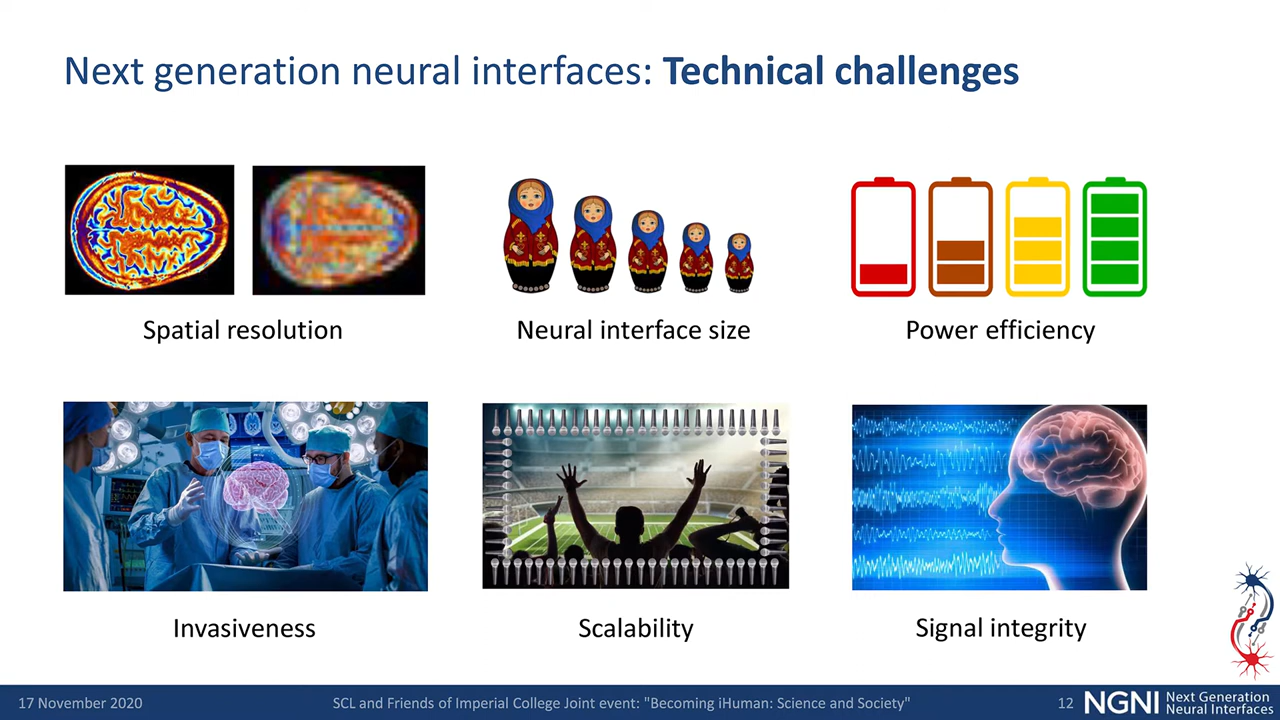 Next generation neural interfaces: Technical challenges
Spatial resolution
Neural interface size
Power efficiency
Invasiveness
Scalability
Signal integrity
17 November 2020
SCL and Friends of Imperial College Joint event: "Becoming iHuman: Science and Society"
12
NGNI
Next Generation
Neural Interfaces